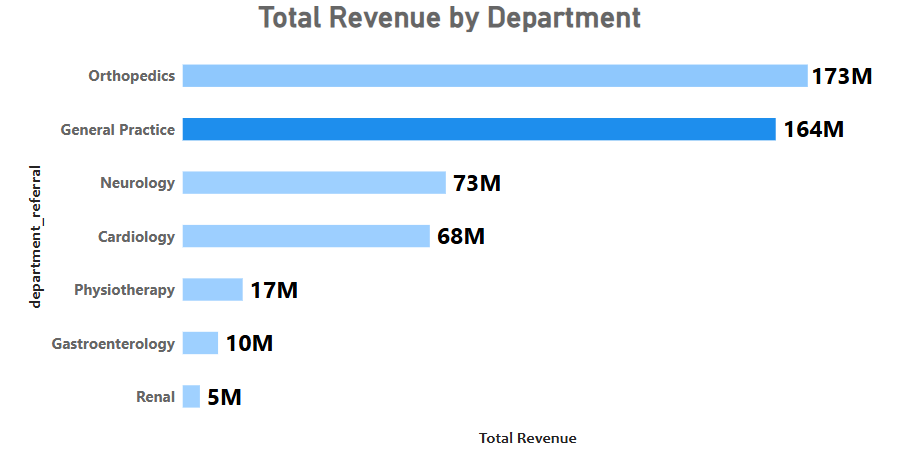 Total Revenue by Department
Orthopedics 173M
General Practice 164M
Neurology 73M
department_referral
Cardiology 68M
Physiotherapy 17M
Gastroenterology 10M
Renal 5M
Total Revenue